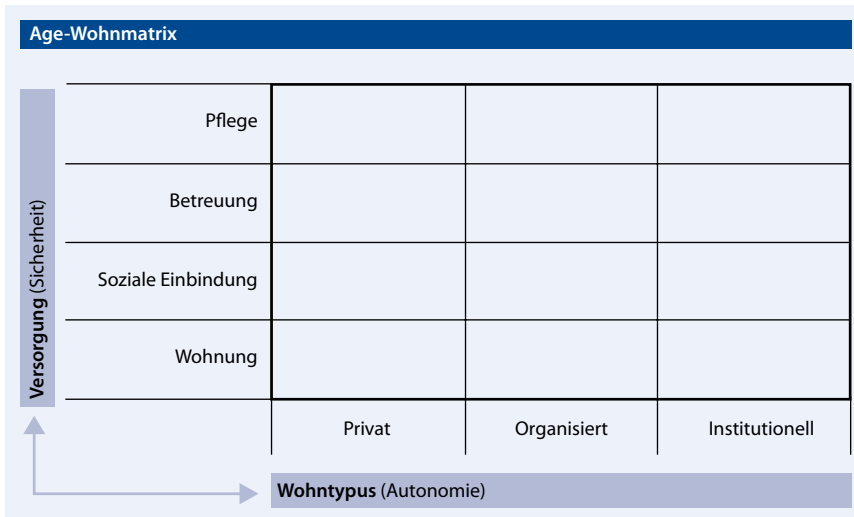 Age-Wohnmatrix
Versorgung (Sicherheit)
Pflege
Betreuung
Soziale Einbindung
Wohnung
Privat
Organisiert
Institutionell
Wohntypus (Autonomie)